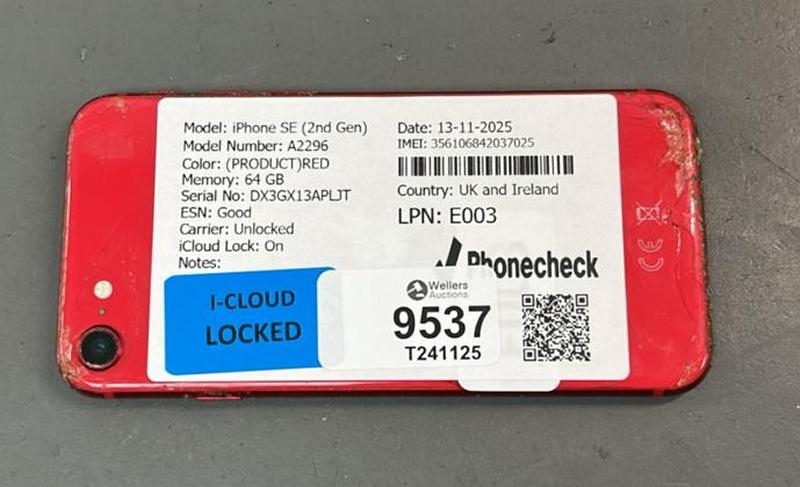 Model: iPhone SE (2nd Gen)
Model Number: A2296
Color: (PRODUCT)RED
Memory: 64 GB
Serial No: DX3GX13APLJT
ESN: Good
Carrier: Unlocked
iCloud Lock: On
Notes:
Date: 13-11-2025
IMEI: 356106842037025
Country: UK and Ireland
LPN: E003
Phonecheck
I-CLOUD
LOCKED
Wellers
Auctions
9537
T241125
CE